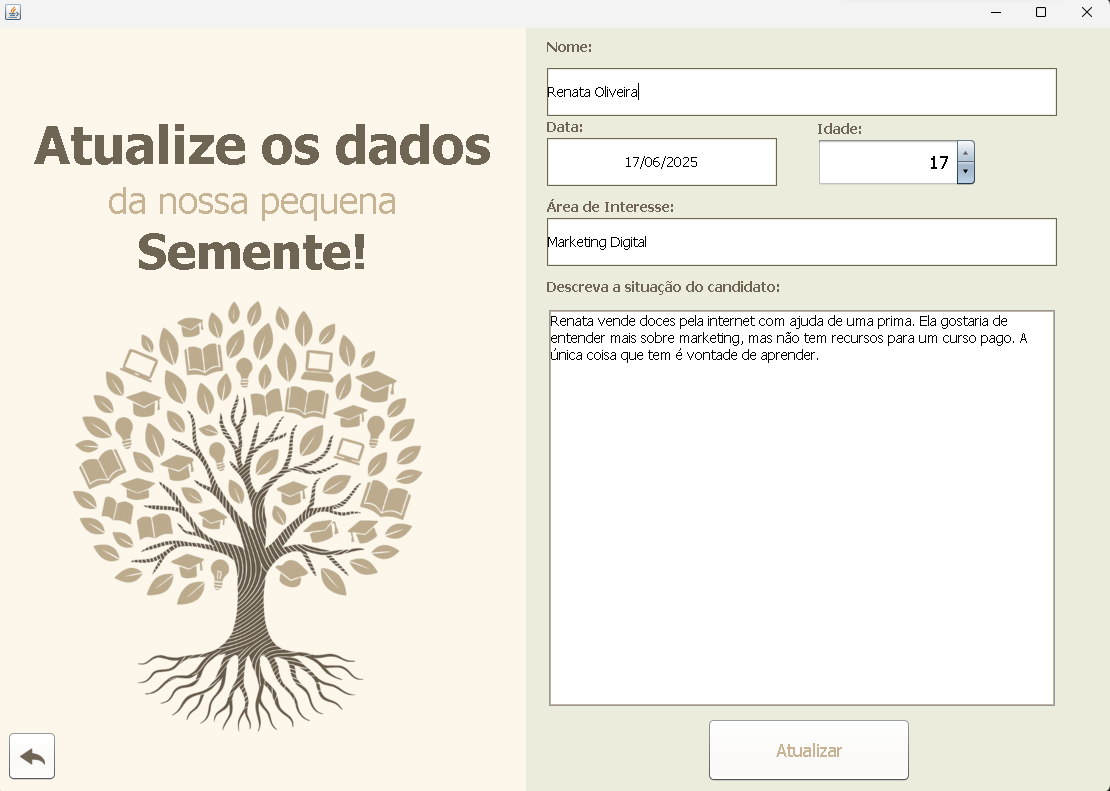 Atualize os dados
da nossa pequena
Semente!
Nome:
Renata Oliveira
Data:
Idade:
17/06/2025
17
Área de Interesse:
Marketing Digital
Descreva a situação do candidato:
Renata vende doces pela internet com ajuda de uma prima. Ela gostaria de
entender mais sobre marketing, mas não tem recursos para um curso pago. A
única coisa que tem é vontade de aprender.
Atualizar